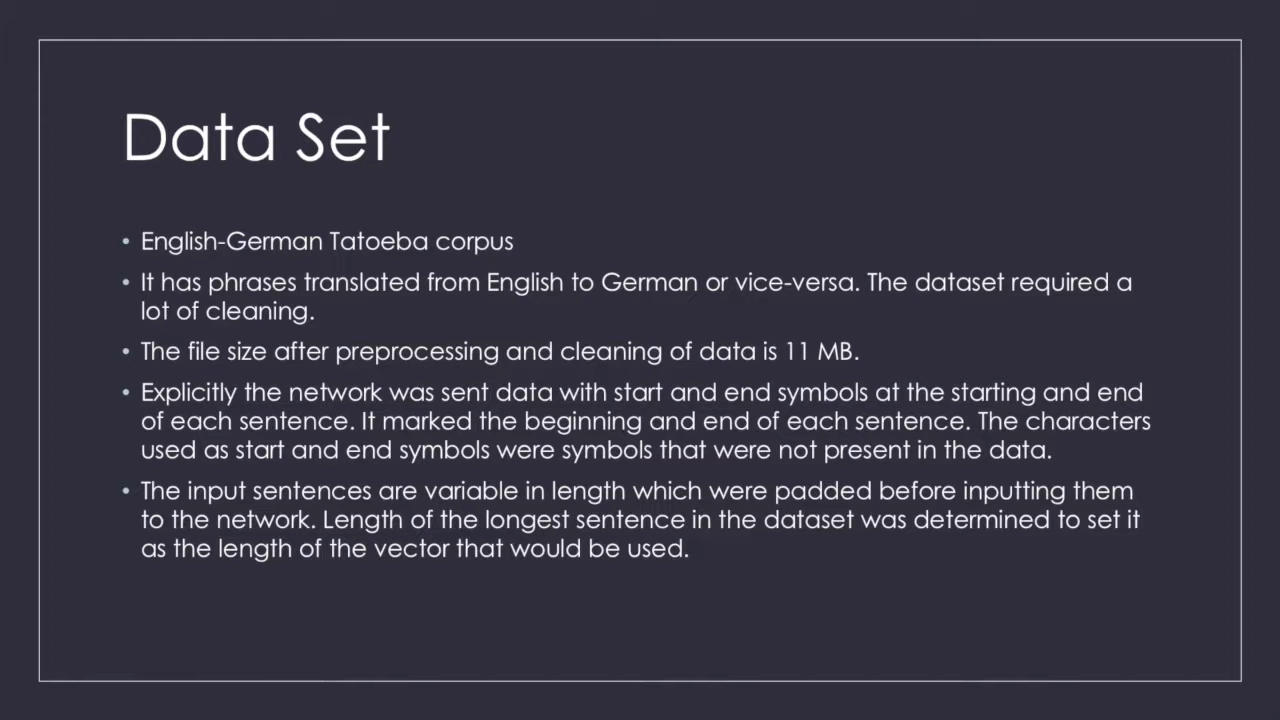 Data Set
• English-German Tatoeba corpus
• It has phrases translated from English to German or vice-versa. The dataset required a
lot of cleaning.
• The file size after preprocessing and cleaning of data is 11 MB.
• Explicitly the network was sent data with start and end symbols at the starting and end
of each sentence. It marked the beginning and end of each sentence. The characters
used as start and end symbols were symbols that were not present in the data.
• The input sentences are variable in length which were padded before inputting them
to the network. Length of the longest sentence in the dataset was determined to set it
as the length of the vector that would be used.